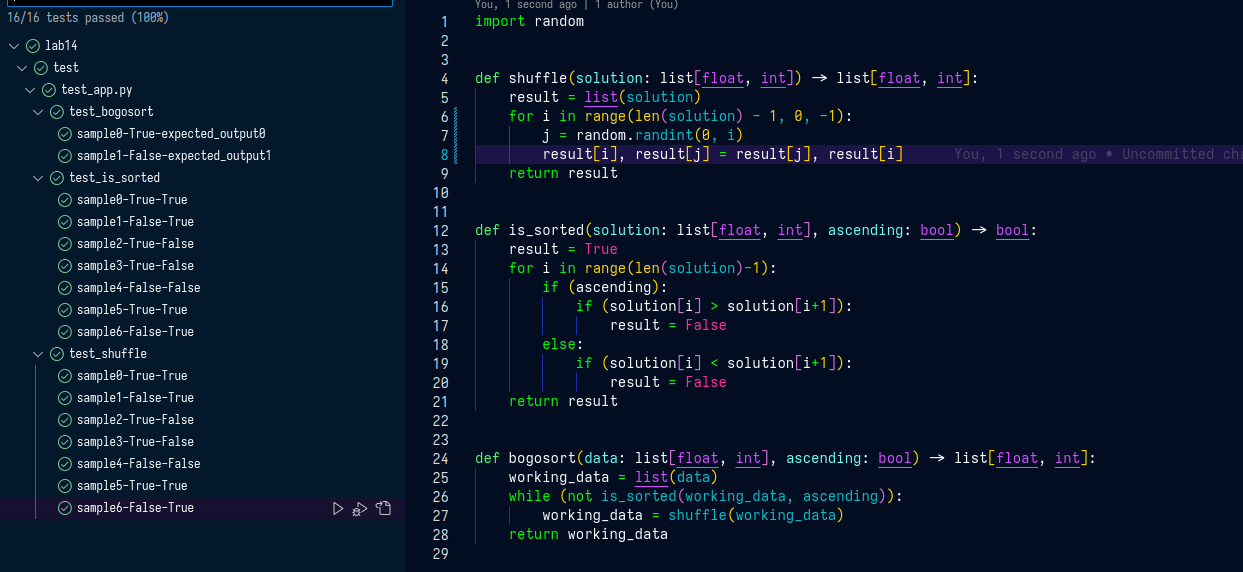 16/16 tests passed (100%)
lab14
test
test_app.py
test_bogosort
sample0-True-expected_output0
sample1-False-expected_output1
test_is_sorted
sample0-True-True
sample1-False-True
sample2-True-False
sample3-True-False
sample4-False-False
sample5-True-True
sample6-False-True
test_shuffle
sample0-True-True
sample1-False-True
sample2-True-False
sample3-True-False
sample4-False-False
sample5-True-True
sample6-False-True
You, 1 second ago | 1 author (You)
1 import random
2
3
4 def shuffle(solution: list[float, int]) -> list[float, int]:
5     result = list(solution)
6     for i in range(len(solution) - 1, 0, -1):
7         j = random.randint(0, i)
8         result[i], result[j] = result[j], result[i]      You, 1 second ago • Uncommitted cha
9     return result
10
11
12 def is_sorted(solution: list[float, int], ascending: bool) -> bool:
13     result = True
14     for i in range(len(solution)-1):
15         if (ascending):
16             if (solution[i] > solution[i+1]):
17                 result = False
18         else:
19             if (solution[i] < solution[i+1]):
20                 result = False
21     return result
22
23
24 def bogosort(data: list[float, int], ascending: bool) -> list[float, int]:
25     working_data = list(data)
26     while (not is_sorted(working_data, ascending)):
27         working_data = shuffle(working_data)
28     return working_data
29